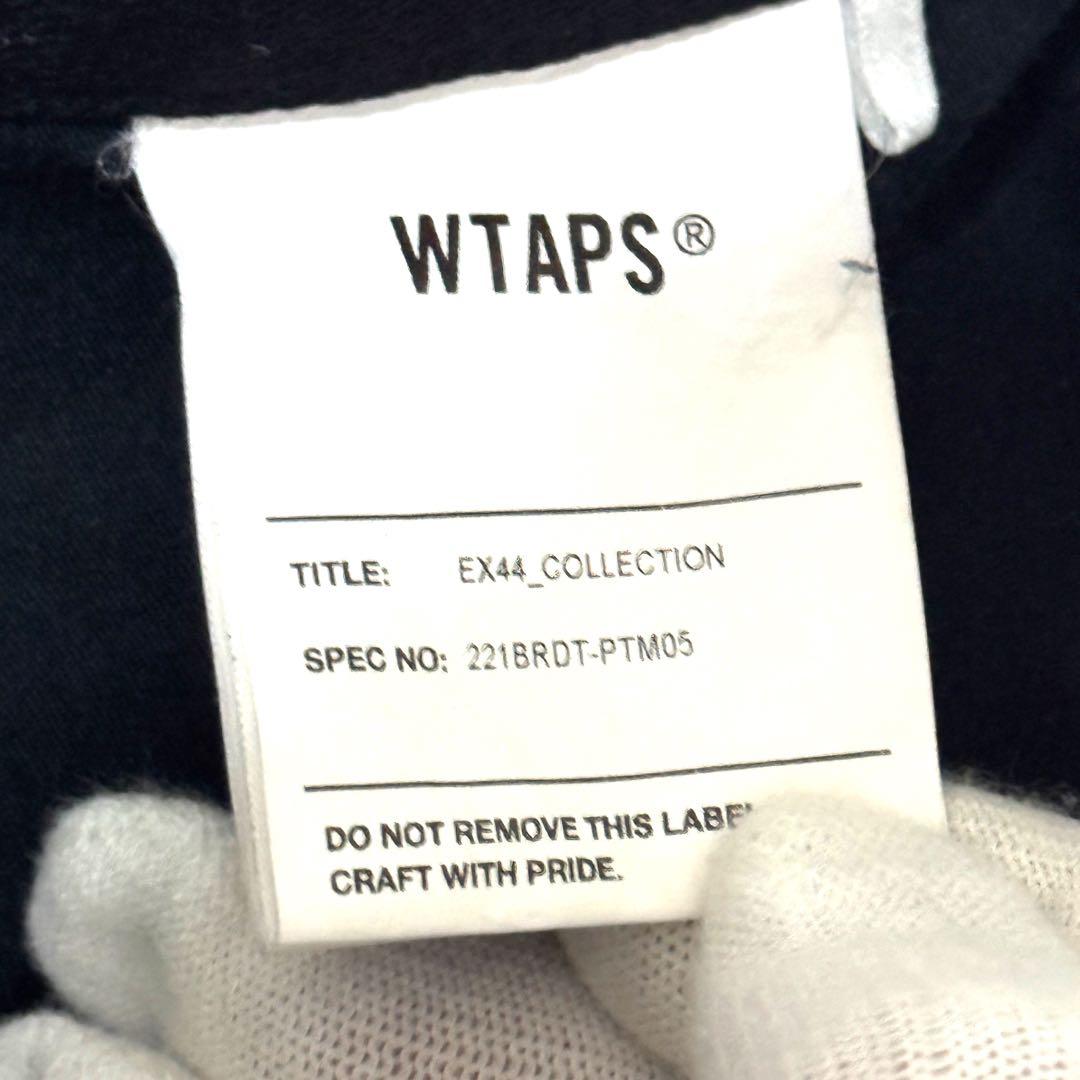 WTAPS®
TITLE: EX44_COLLECTION
SPEC NO: 221BRDT-PTM05
DO NOT REMOVE THIS LABEL
CRAFT WITH PRIDE.